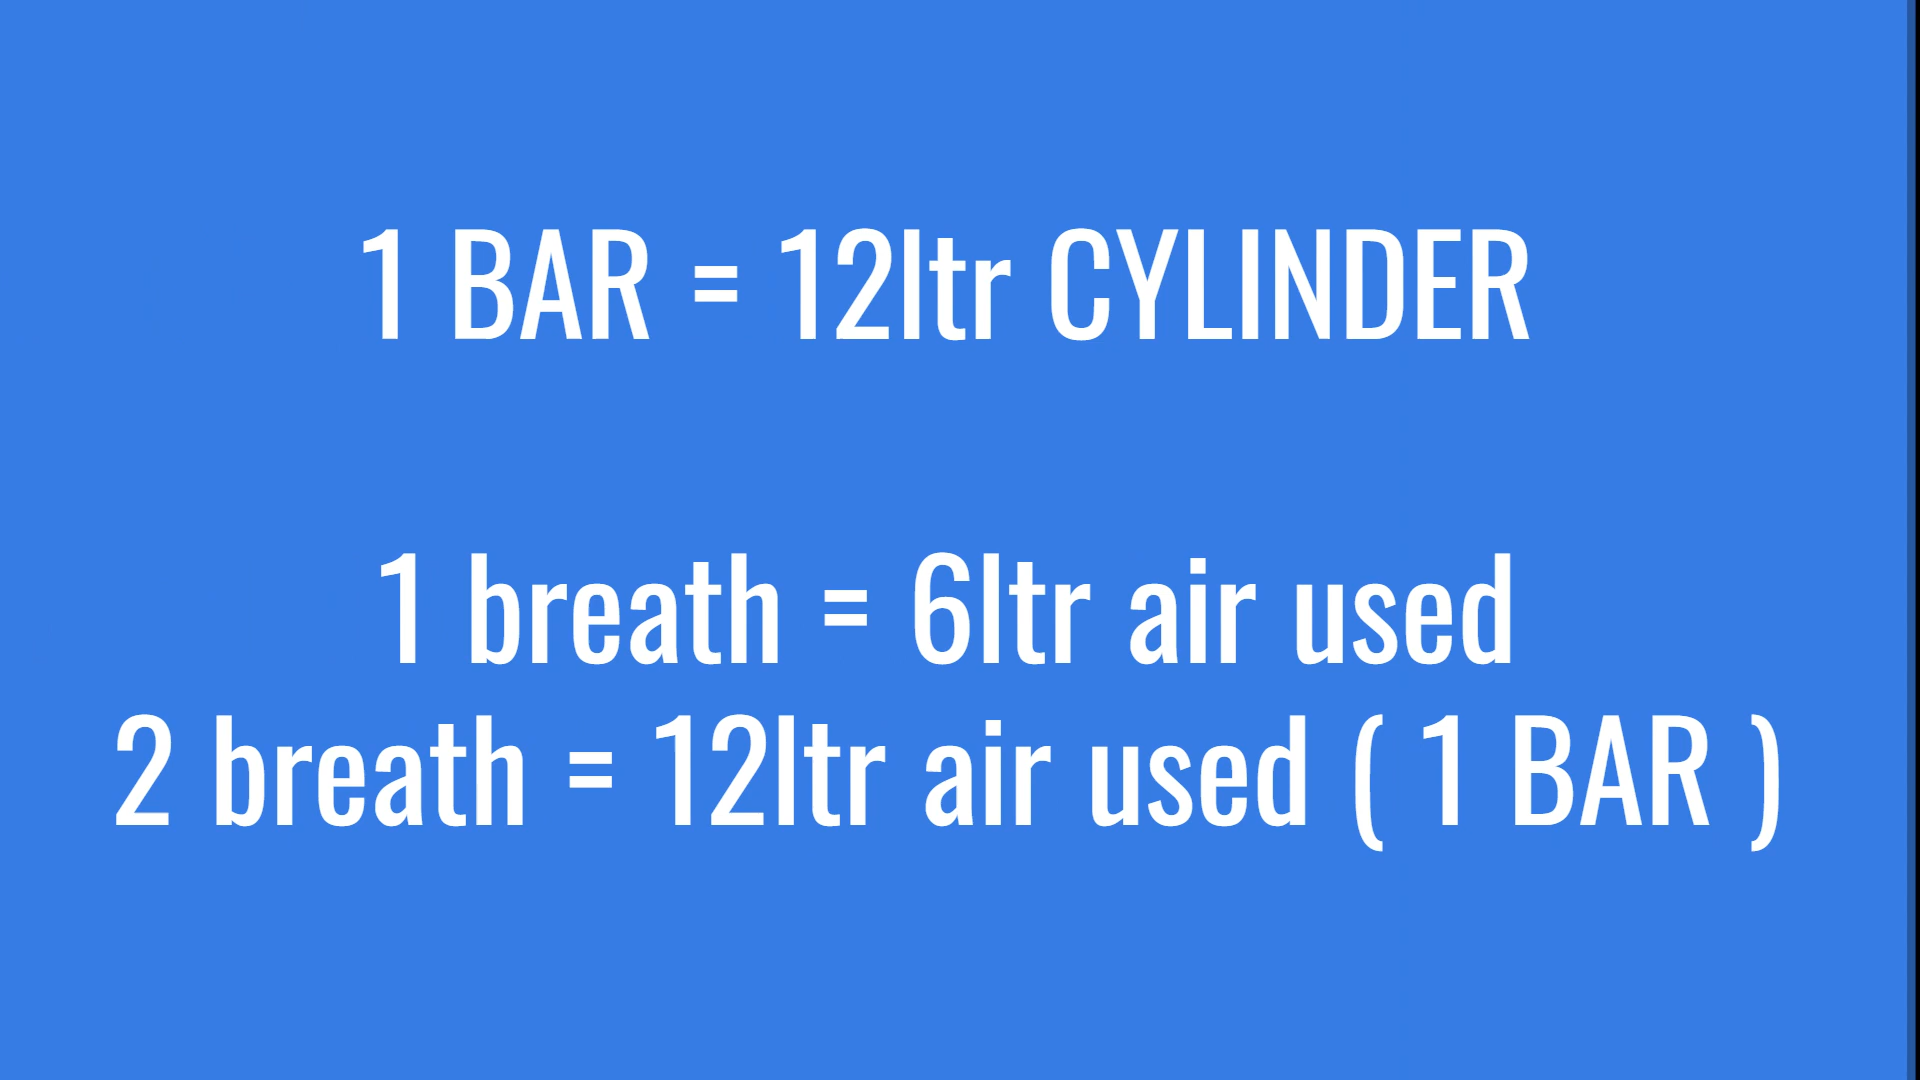 1 BAR = 12ltr CYLINDER
1 breath = 6ltr air used
2 breath = 12ltr air used ( 1 BAR )